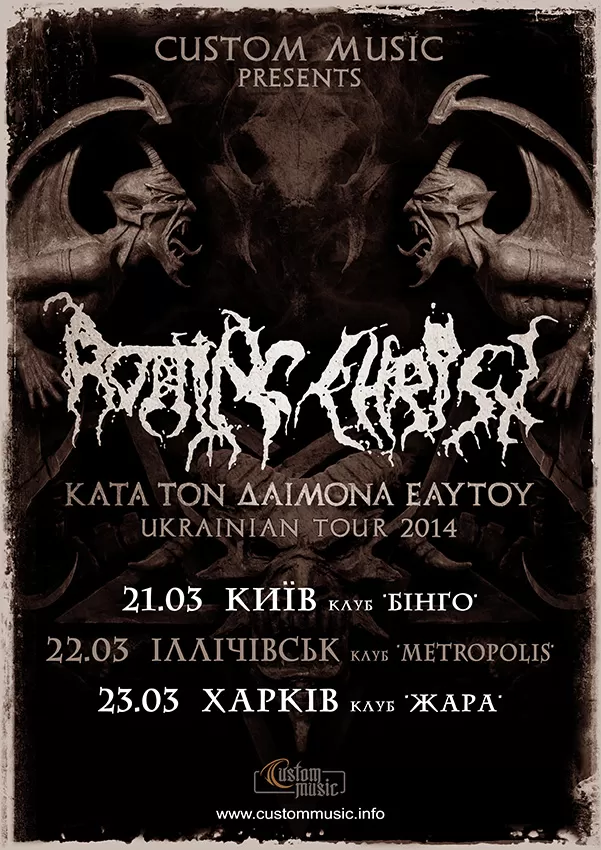 CUSTOM MUSIC
PRESENTS
ROTTING CHRIST
ΚΑΤΑ ΤΟΝ ΔΑΙΜΟΝΑ ΕΑΥΤΟΥ
UKRAINIAN TOUR 2014
21.03 КИЇВ КЛУБ "БІНГО"
22.03 ІЛЛІЧІВСЬК КЛУБ "METROPOLIS"
23.03 ХАРКІВ КЛУБ "ЖАРА"
Custom
music
www.custommusic.info